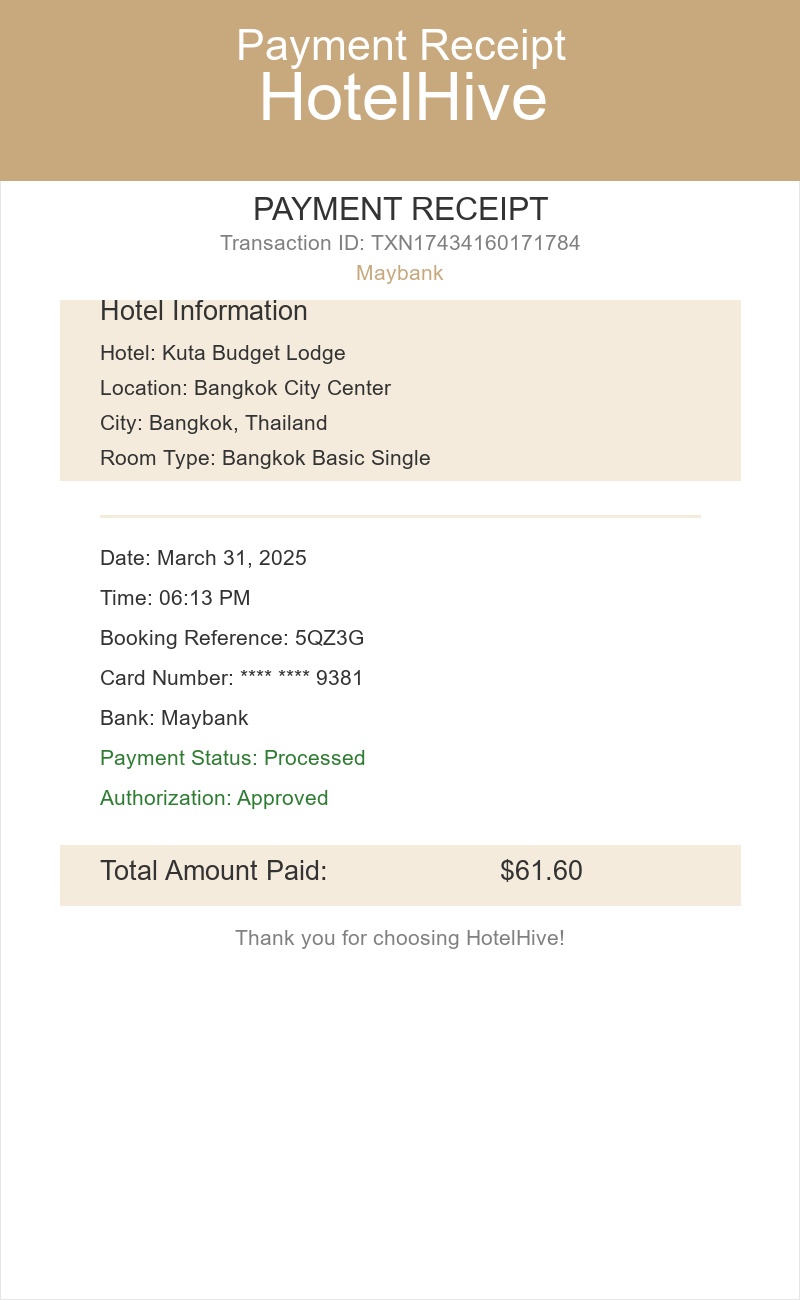 Payment Receipt
HotelHive
PAYMENT RECEIPT
Transaction ID: TXN17434160171784
Maybank
Hotel Information
Hotel: Kuta Budget Lodge
Location: Bangkok City Center
City: Bangkok, Thailand
Room Type: Bangkok Basic Single
Date: March 31, 2025
Time: 06:13 PM
Booking Reference: 5QZ3G
Card Number: **** **** 9381
Bank: Maybank
Payment Status: Processed
Authorization: Approved
Total Amount Paid: $61.60
Thank you for choosing HotelHive!